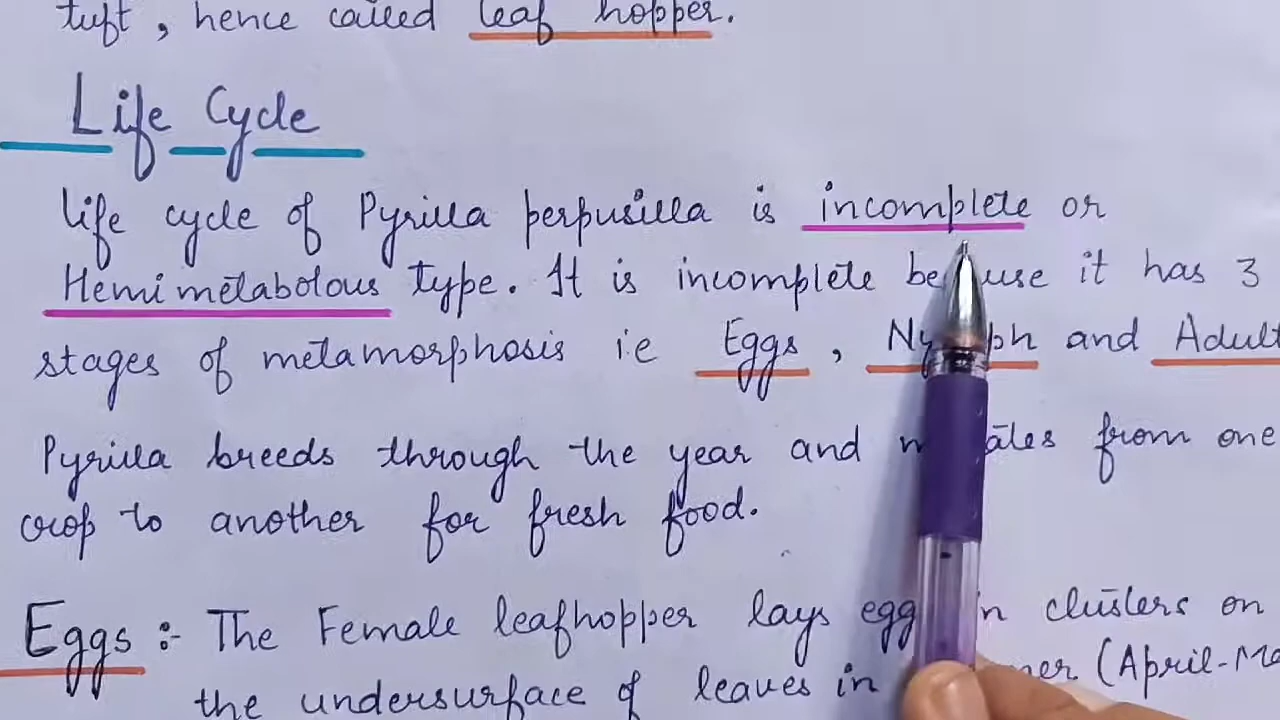 tuft, hence called leaf hopper.
Life Cycle
life cycle of Pyrilla perpusilla is incomplete or
Hemimetabolous type. It is incomplete because it has 3
stages of metamorphosis i.e Eggs, Nymph and Adult
Pyrilla breeds through the year and from one
crop to another for fresh food.
Eggs :- The Female leafhopper lays egg in clusters on
the undersurface of leaves in (April-Ma